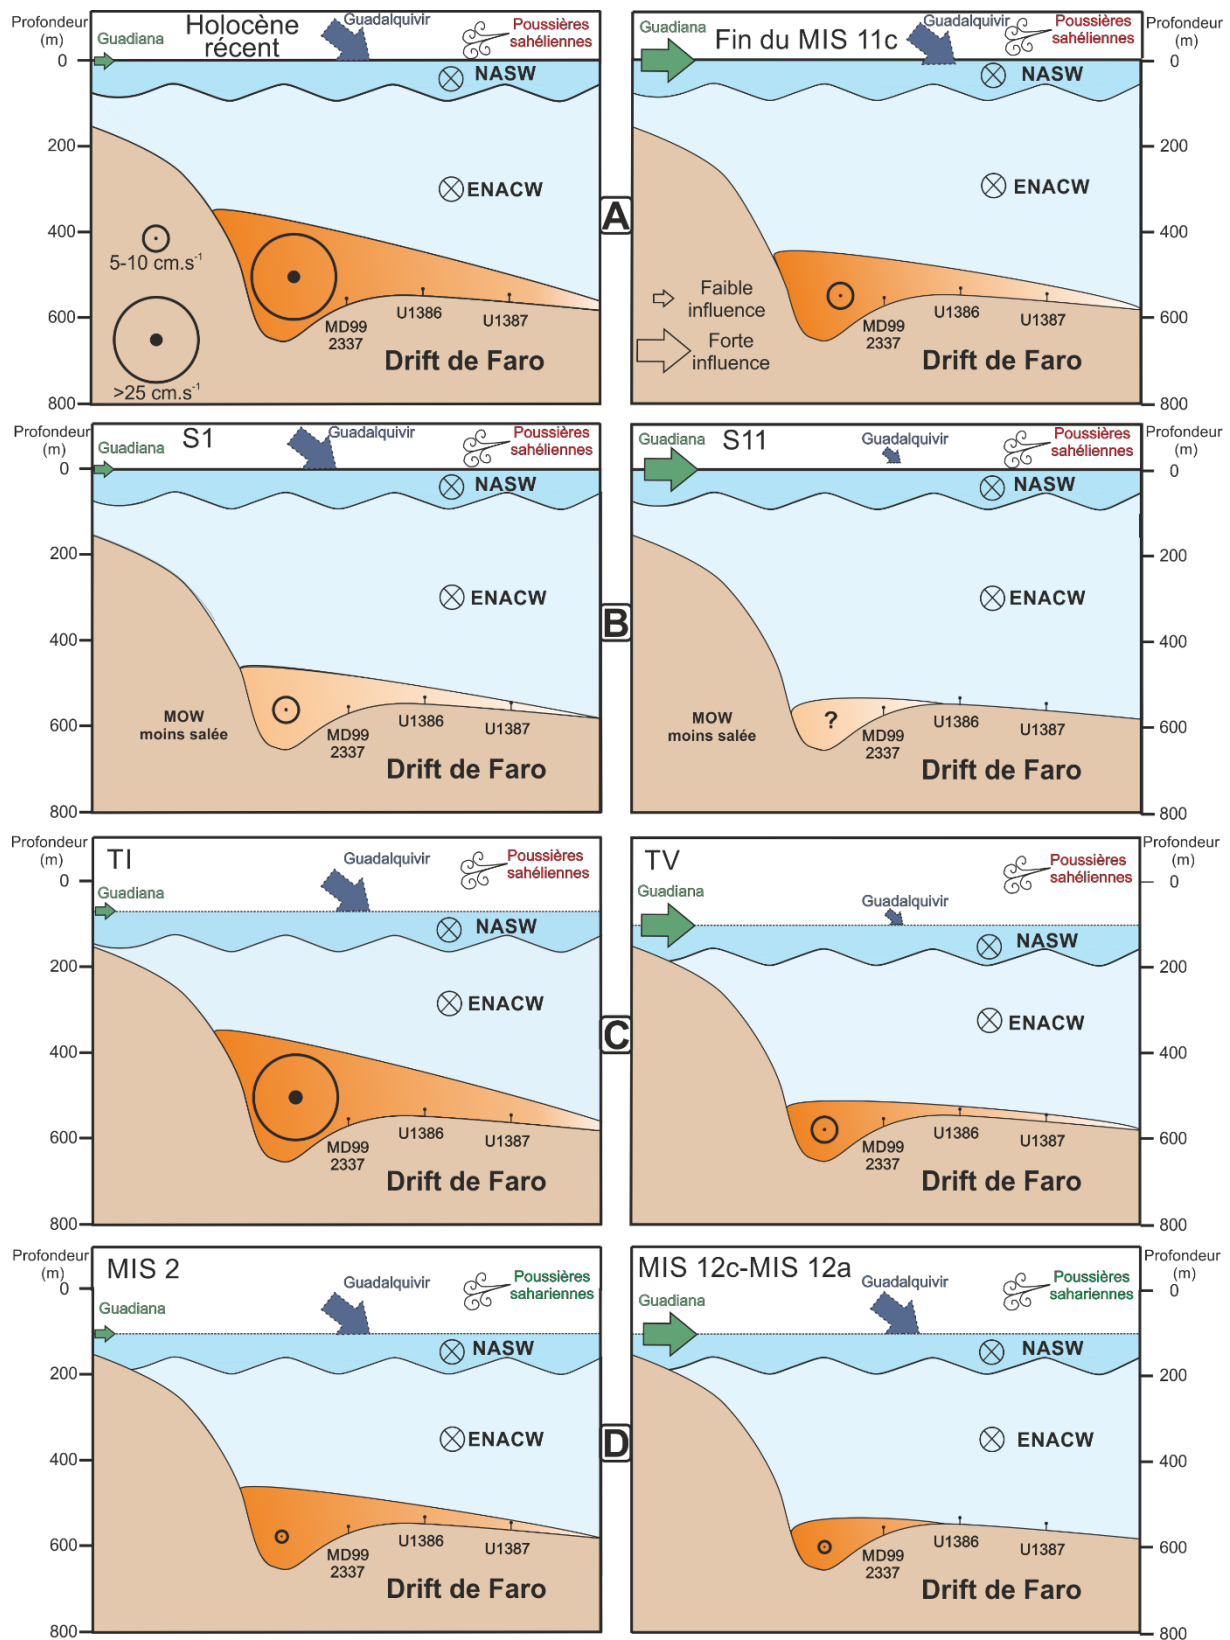 Profondeur
(m)
Guadiana
Holocène
récent
Guadalquivir
Poussières
sahéliennes
0
200
400
600
800
NASW
ENACW
5-10 cm.s⁻¹
>25 cm.s⁻¹
MD99
2337
U1386
U1387
Drift de Faro
A
Guadiana
Fin du MIS 11c
Guadalquivir
Poussières
sahéliennes
Profondeur
(m)
0
200
400
600
800
NASW
ENACW
Faible
influence
Forte
influence
MD99
2337
U1386
U1387
Drift de Faro
Profondeur
(m)
Guadiana
S1
Guadalquivir
Poussières
sahéliennes
0
200
400
600
800
NASW
ENACW
MOW
moins salée
MD99
2337
U1386
U1387
Drift de Faro
B
Guadiana
S11
Guadalquivir
Poussières
sahéliennes
Profondeur
(m)
0
200
400
600
800
NASW
ENACW
MOW
moins salée
?
MD99
2337
U1386
U1387
Drift de Faro
Profondeur
(m)
TI
Guadiana
Guadalquivir
Poussières
sahéliennes
0
200
400
600
800
NASW
ENACW
MD99
2337
U1386
U1387
Drift de Faro
C
TV
Guadiana
Guadalquivir
Poussières
sahéliennes
Profondeur
(m)
0
200
400
600
800
NASW
ENACW
MD99
2337
U1386
U1387
Drift de Faro
Profondeur
(m)
MIS 2
Guadiana
Guadalquivir
Poussières
sahariennes
0
200
400
600
800
NASW
ENACW
MD99
2337
U1386
U1387
Drift de Faro
D
MIS 12c-MIS 12a
Guadiana
Guadalquivir
Poussières
sahariennes
Profondeur
(m)
0
200
400
600
800
NASW
ENACW
MD99
2337
U1386
U1387
Drift de Faro